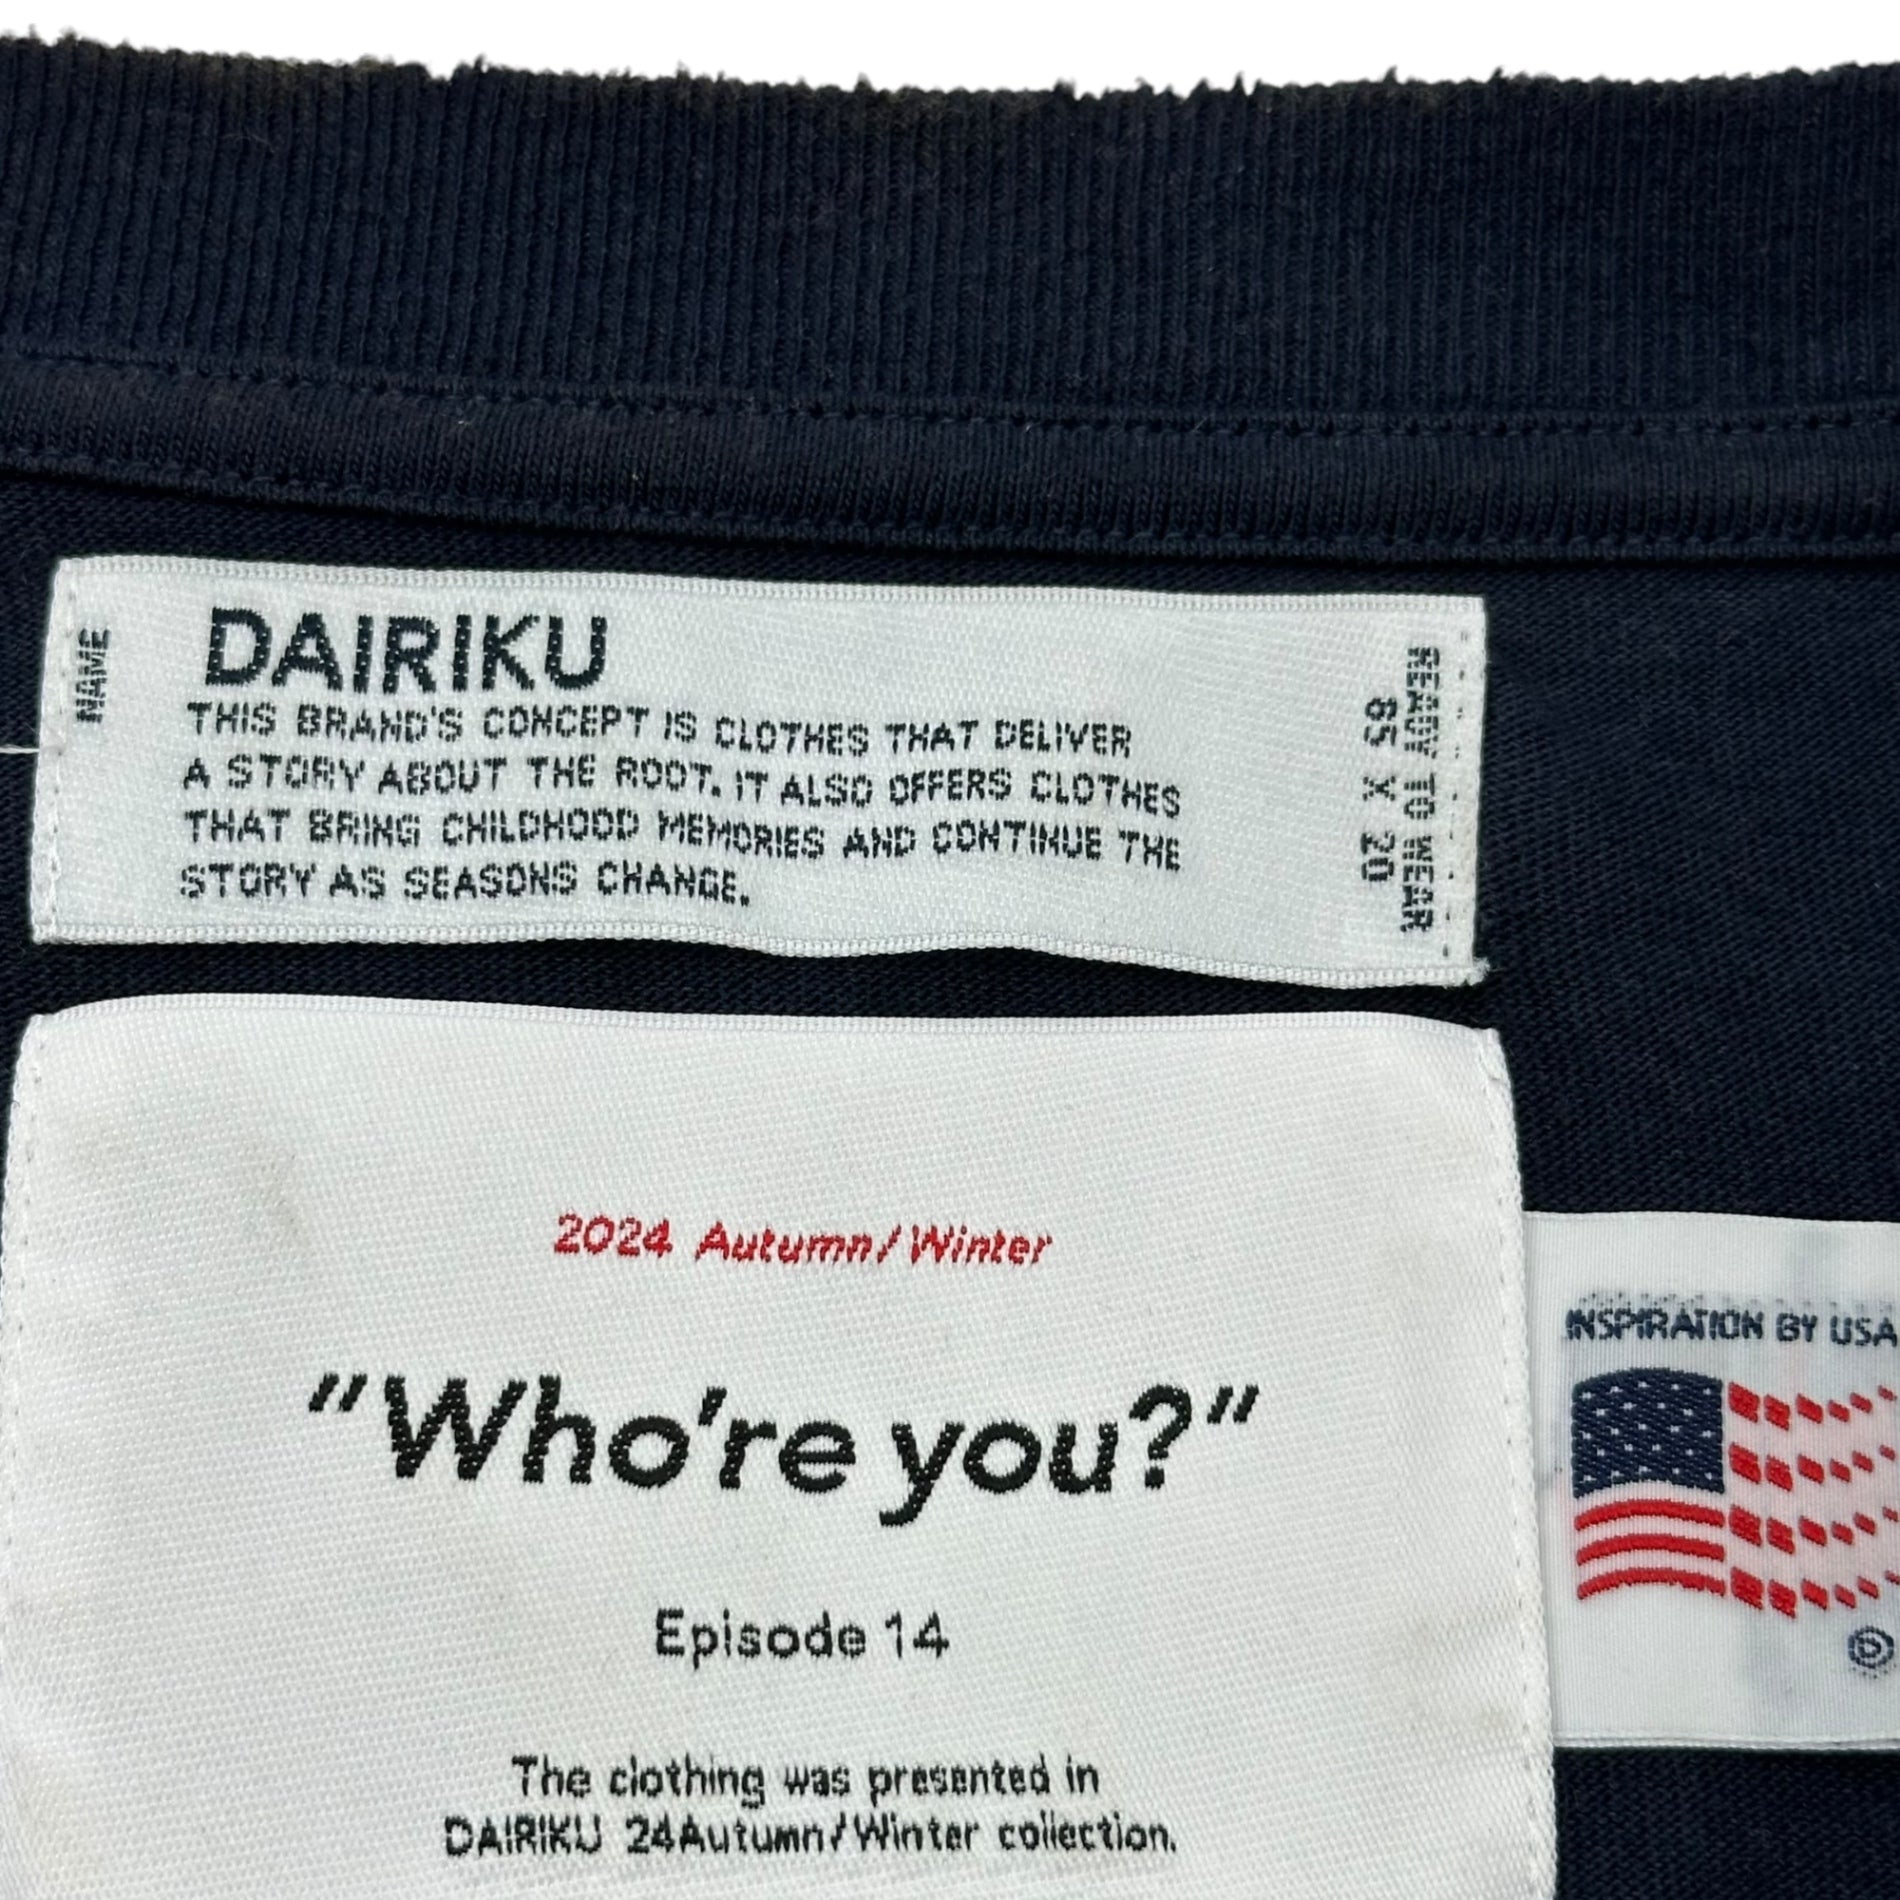 NAME
DAIRIKU
THIS BRAND'S CONCEPT IS CLOTHES THAT DELIVER
A STORY ABOUT THE ROOT. IT ALSO OFFERS CLOTHES
THAT BRING CHILDHOOD MEMORIES AND CONTINUE THE
STORY AS SEASONS CHANGE.
READY TO WEAR
85 X 20
2024 Autumn/Winter
"Who're you?"
Episode 14
The clothing was presented in
DAIRIKU 24Autumn/Winter collection.
INSPIRATION BY USA